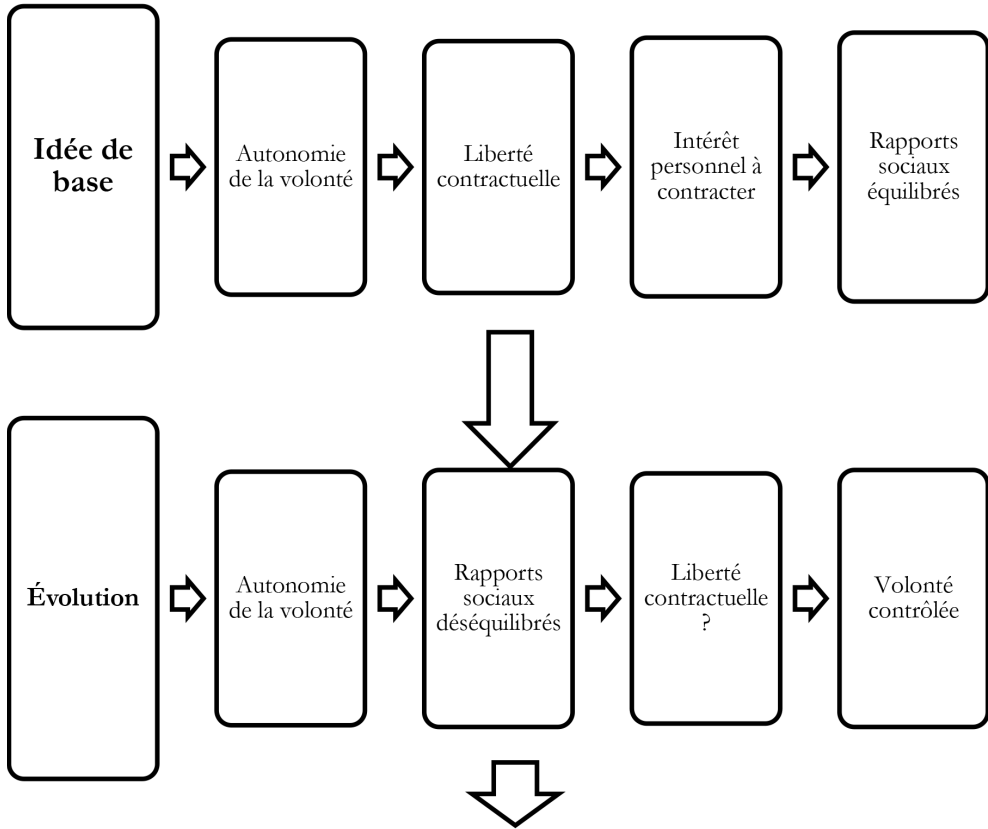 Idée de
base
Autonomie
de la volonté
Liberté
contractuelle
Intérêt
personnel à
contracter
Rapports
sociaux
équilibrés
Évolution
Autonomie
de la volonté
Rapports
sociaux
déséquilibrés
Liberté
contractuelle
?
Volonté
contrôlée